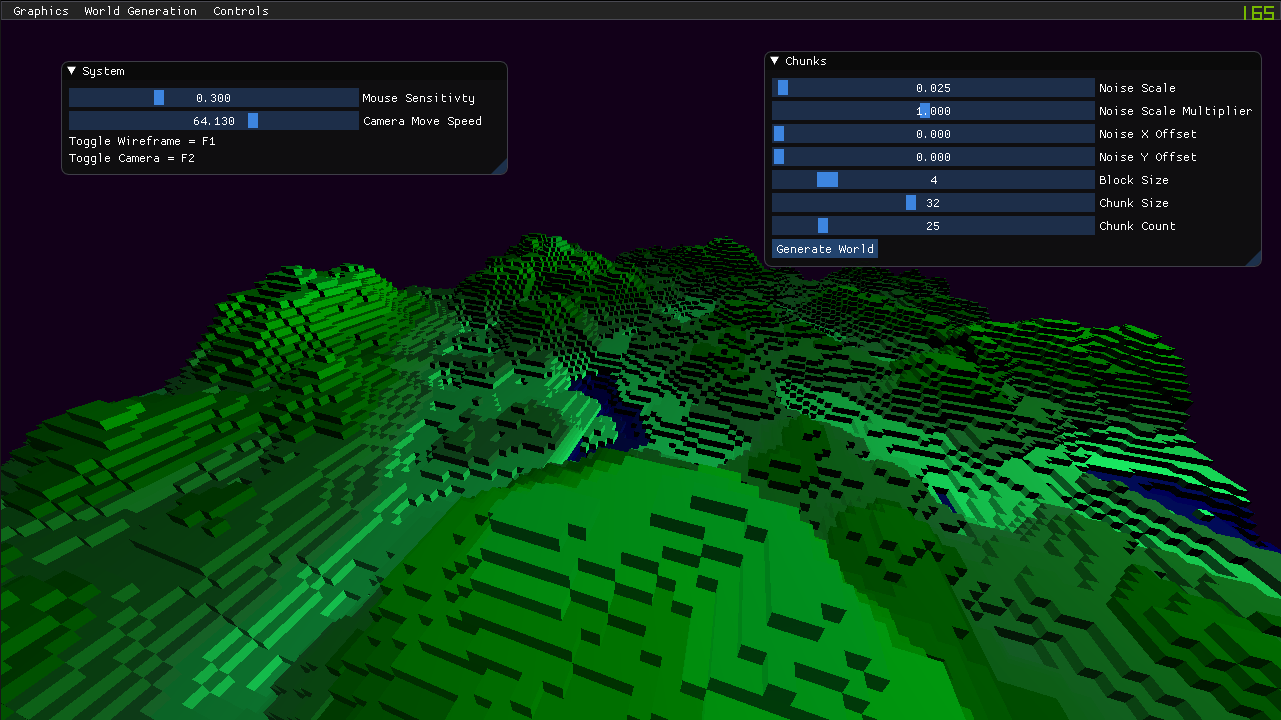 Graphics World Generation Controls
165
System
0.300 Mouse Sensitivty
64.130 Camera Move Speed
Toggle Wireframe = F1
Toggle Camera = F2
Chunks
0.025 Noise Scale
1.000 Noise Scale Multiplier
0.000 Noise X Offset
0.000 Noise Y Offset
4 Block Size
32 Chunk Size
25 Chunk Count
Generate World